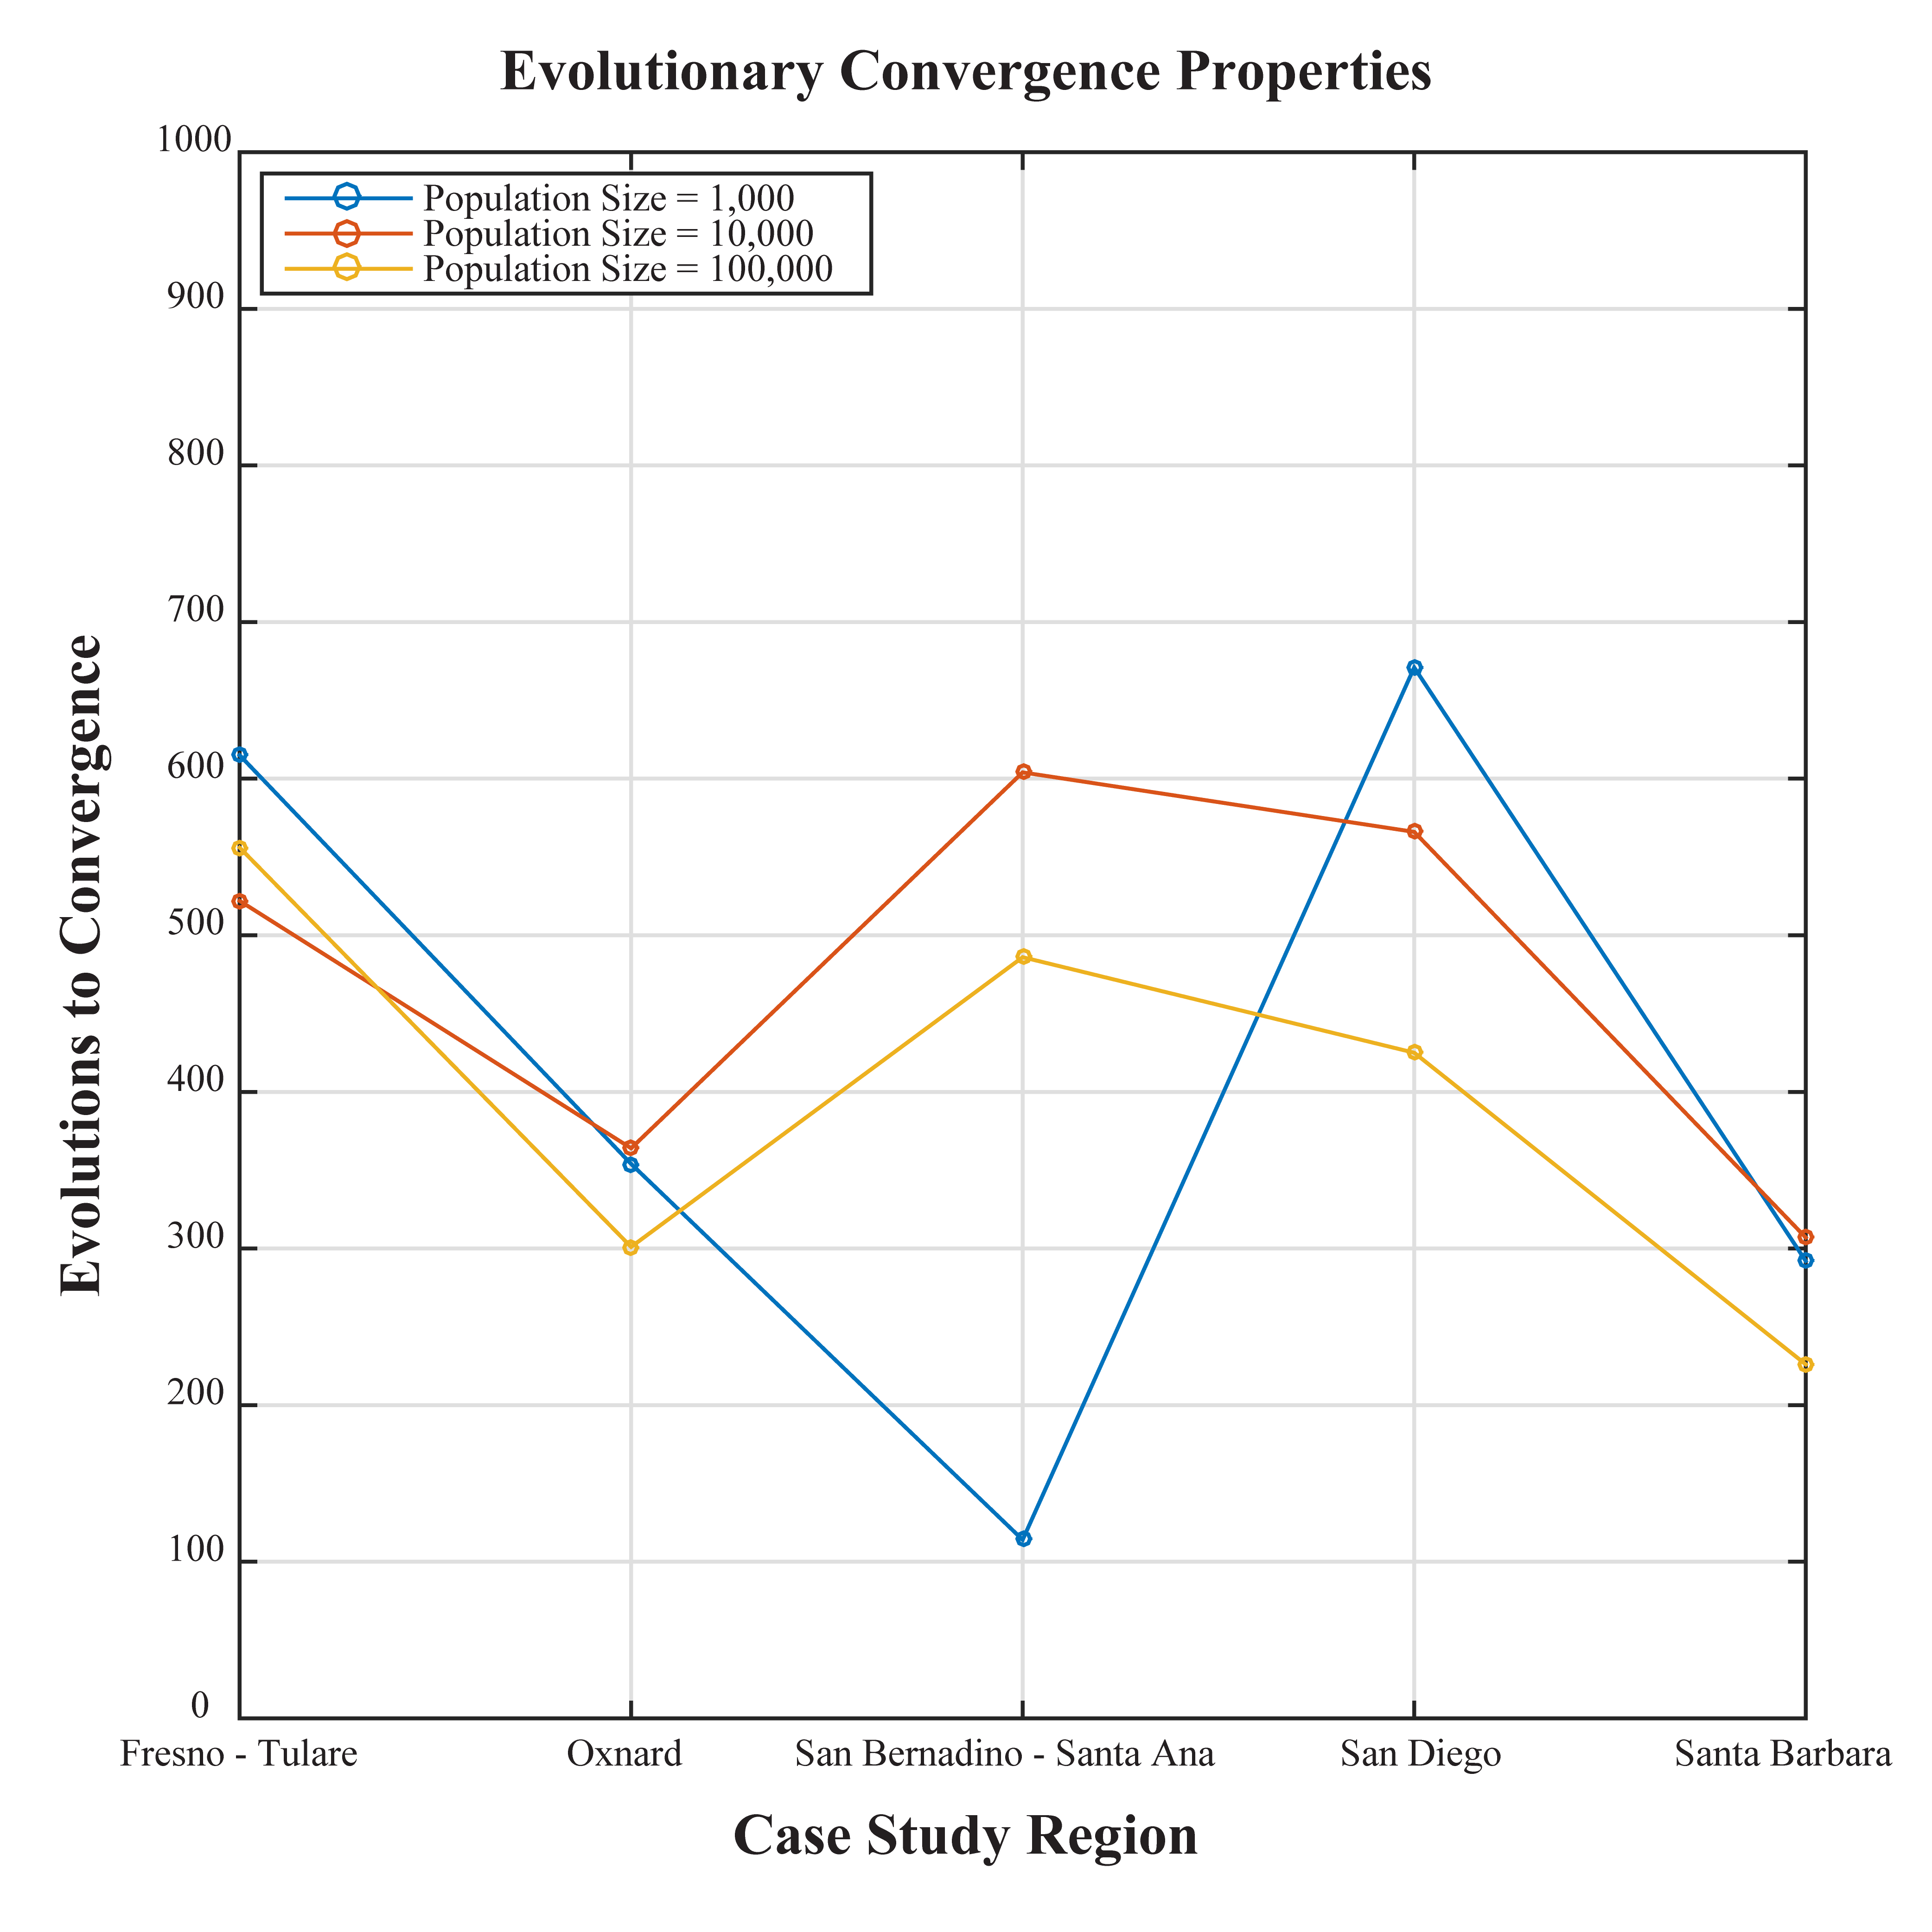 Evolutionary Convergence Properties
1000
Population Size = 1,000
Population Size = 10,000
Population Size = 100,000
900
800
700
600
500
400
300
200
100
0
Evolutions to Convergence
Fresno - Tulare
Oxnard
San Bernadino - Santa Ana
San Diego
Santa Barbara
Case Study Region